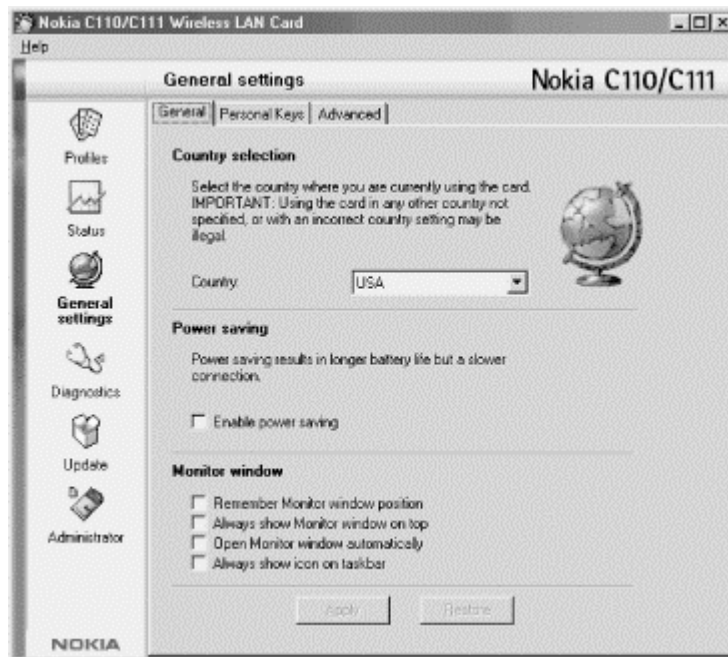 Nokia C110/C111 Wireless LAN Card
Help
General settings
Nokia C110/C111
General
Personal Keys
Advanced
Profiles
Status
General
settings
Diagnostics
Update
Administrator
NOKIA
Country selection
Select the country where you are currently using the card.
IMPORTANT: Using the card in any other country not
specified, or with an incorrect country setting may be
illegal.
Country:
USA
Power saving
Power saving results in longer battery life but a slower
connection.
Enable power saving
Monitor window
Remember Monitor window position
Always show Monitor window on top
Open Monitor window automatically
Always show icon on taskbar
Apply
Restore